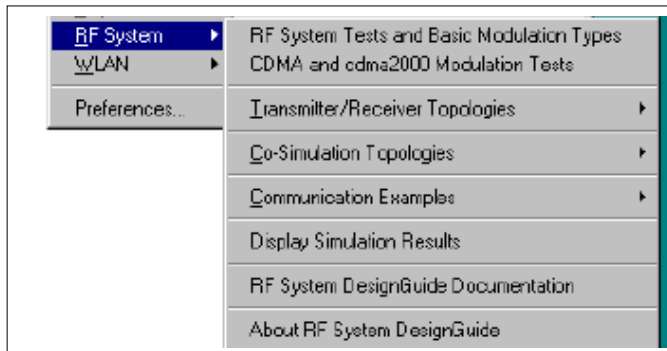 RF System
WLAN
Preferences...
RF System Tests and Basic Modulation Types
CDMA and cdma2000 Modulation Tests
Transmitter/Receiver Topologies
Co-Simulation Topologies
Communication Examples
Display Simulation Results
RF System DesignGuide Documentation
About RF System DesignGuide